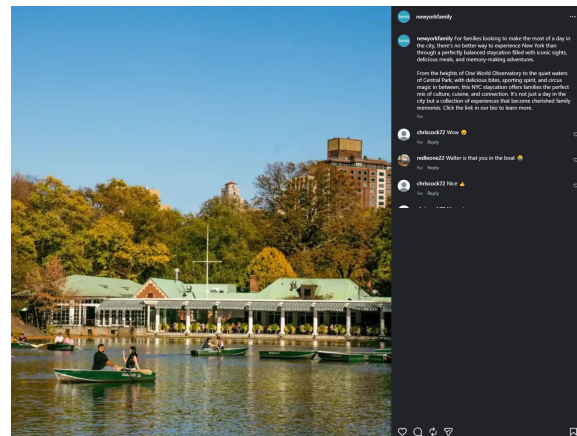 newyorkfamily
newyorkfamily For families looking to make the most of a day in
the city, there's no better way to experience New York than
through a perfectly balanced staycation filled with iconic sights,
delicious meals, and memory-making adventures.
From the heights of One World Observatory to the quiet waters
of Central Park, with delicious bites, sporting spirit, and circus
magic in between, this NYC staycation offers families the perfect
mix of culture, cuisine, and connection. It's not just a day in the
city but a collection of experiences that become cherished family
memories. Click the link in our bio to learn more.
9w
chriscock72 Wow 😮
9w Reply
redleone22 Walter is that you in the boat 😂
9w Reply
chriscock72 Nice 👍
9w Reply